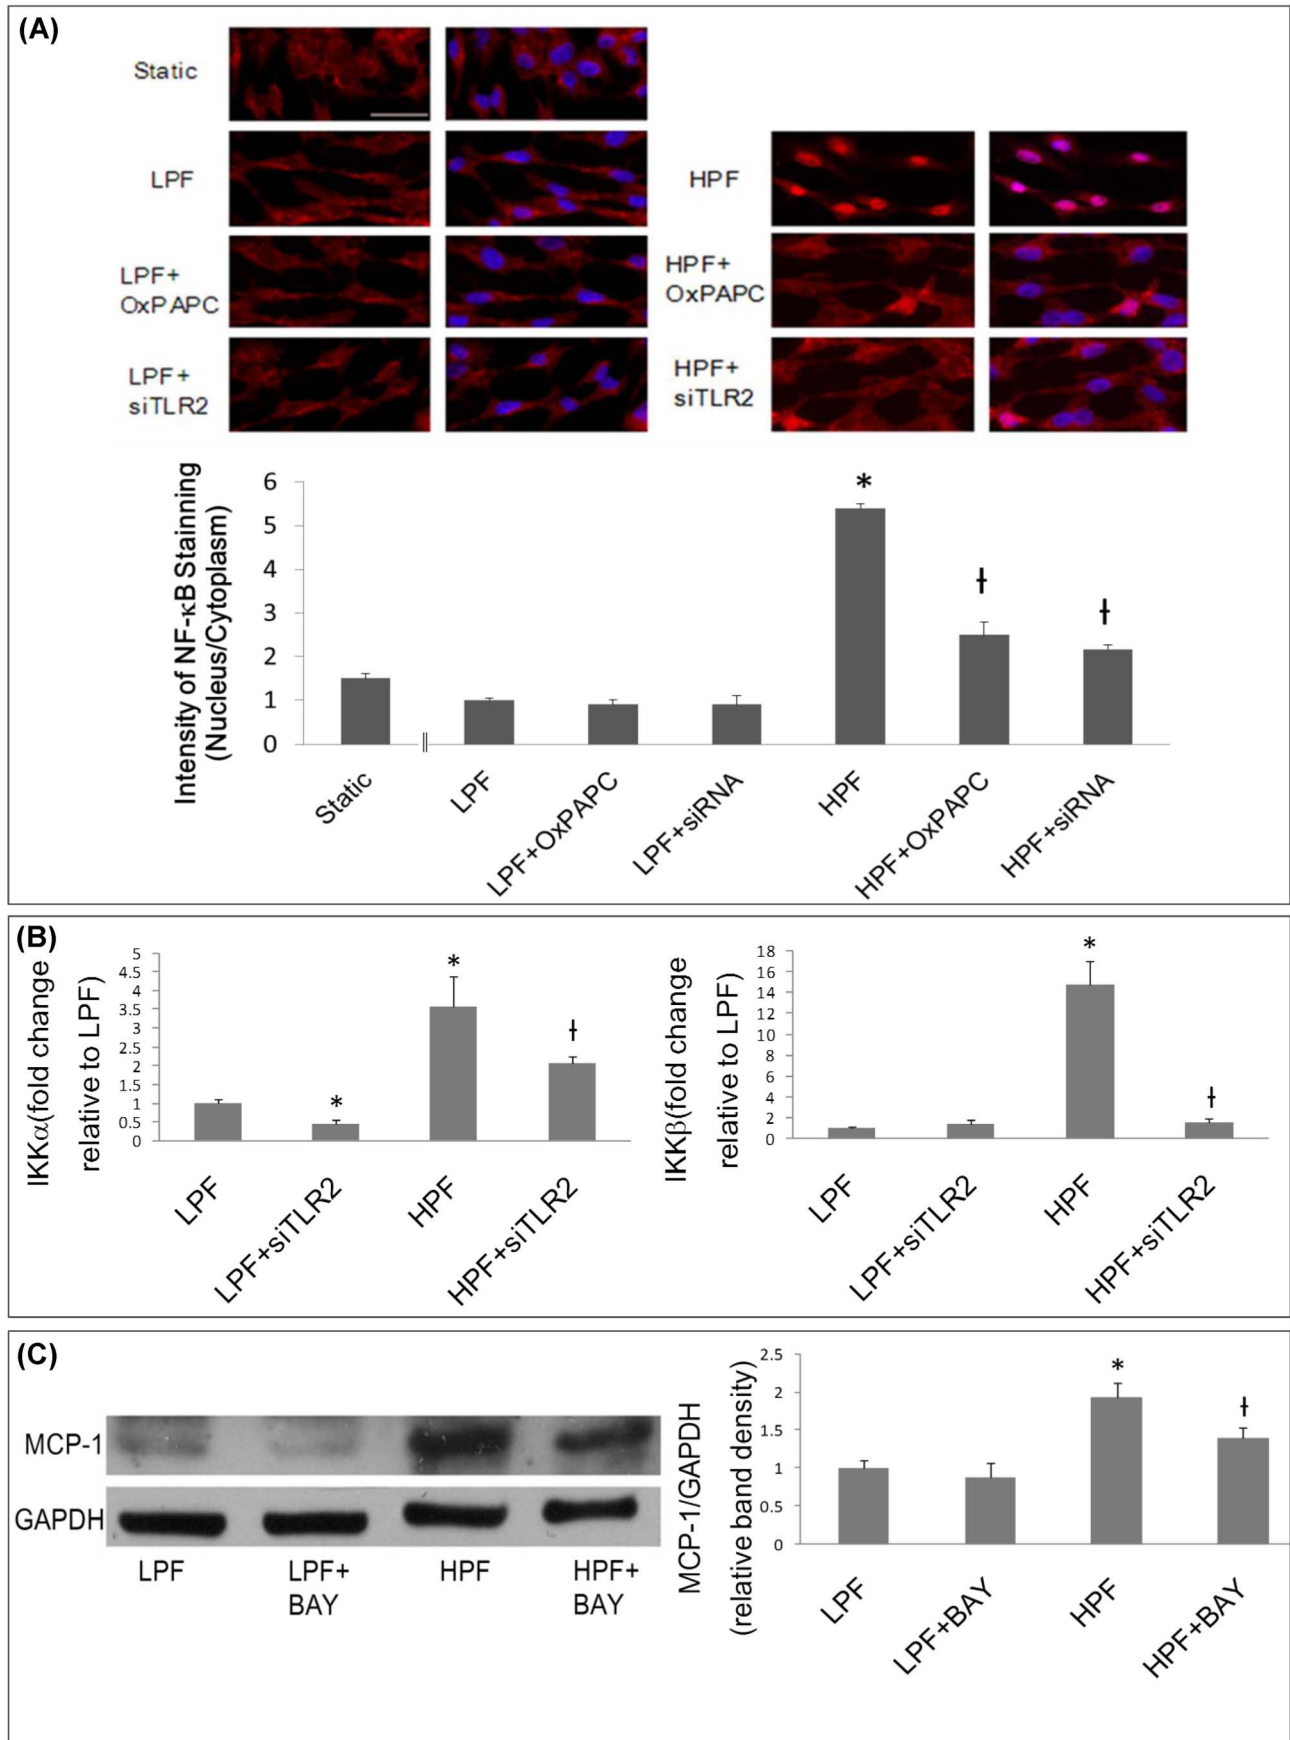 (A)
Static
LPF
HPF
LPF+
OxPAPC
HPF+
OxPAPC
LPF+
siTLR2
HPF+
siTLR2
Intensity of NF-κB Stainning
(Nucleus/Cytoplasm)
6
5
4
3
2
1
0
*
ƚ
ƚ
Static
LPF
LPF+OxPAPC
LPF+siRNA
HPF
HPF+OxPAPC
HPF+siRNA
(B)
IKKα(fold change
relative to LPF)
5
4.5
4
3.5
3
2.5
2
1.5
1
0.5
0
*
*
ƚ
LPF
LPF+siTLR2
HPF
HPF+siTLR2
IKKβ(fold change
relative to LPF)
18
16
14
12
10
8
6
4
2
0
*
ƚ
LPF
LPF+siTLR2
HPF
HPF+siTLR2
(C)
MCP-1
GAPDH
LPF
LPF+
BAY
HPF
HPF+
BAY
MCP-1/GAPDH
(relative band density)
2.5
2
1.5
1
0.5
0
*
ƚ
LPF
LPF+BAY
HPF
HPF+BAY